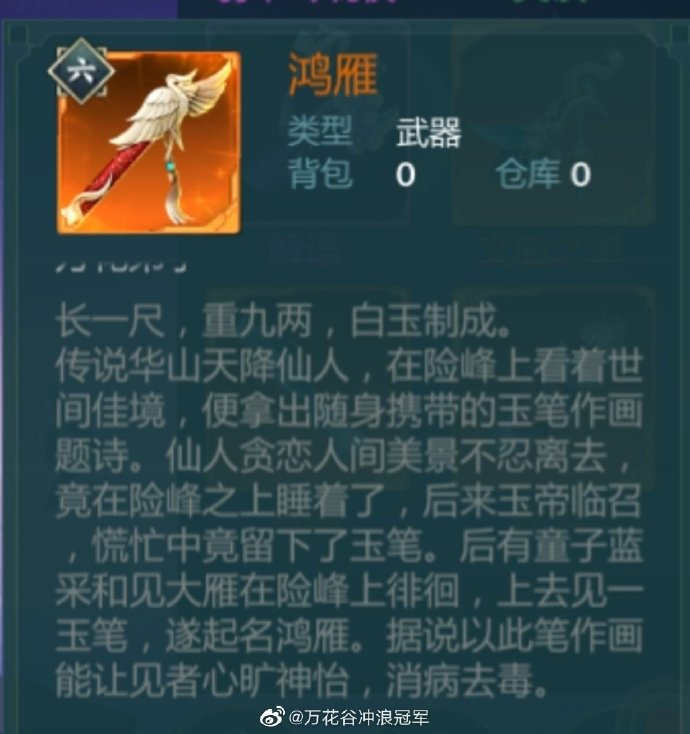 六
鸿雁
类型 武器
背包 0 仓库 0
解语
长一尺，重九两，白玉制成。
传说华山天降仙人，在险峰上看着世
间佳境，便拿出随身携带的玉笔作画
题诗。仙人贪恋人间美景不忍离去，
竟在险峰之上睡着了，后来玉帝临召
，慌忙中竟留下了玉笔。后有童子蓝
采和见大雁在险峰上徘徊，上去见一
玉笔，遂起名鸿雁。据说以此笔作画
能让见者心旷神怡，消病去毒。
@万花谷冲浪冠军